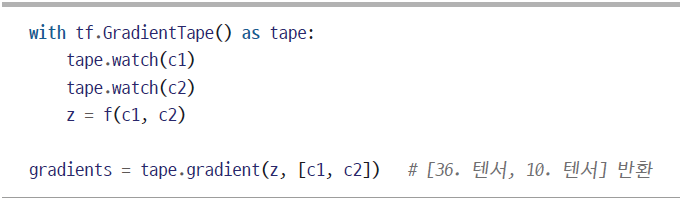 with tf.GradientTape() as tape:
    tape.watch(c1)
    tape.watch(c2)
    z = f(c1, c2)

gradients = tape.gradient(z, [c1, c2])   # [36. 텐서, 10. 텐서] 반환